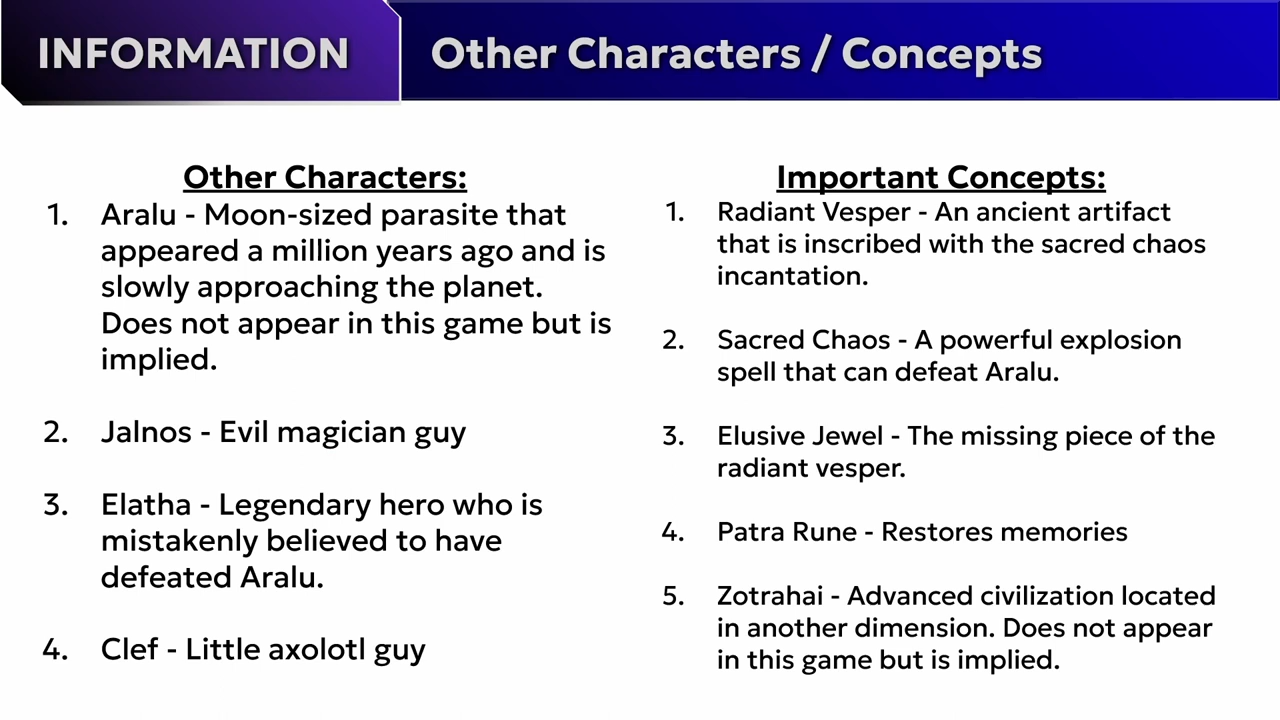 INFORMATION
Other Characters / Concepts
Other Characters:
1. Aralu - Moon-sized parasite that
appeared a million years ago and is
slowly approaching the planet.
Does not appear in this game but is
implied.
2. Jalnos - Evil magician guy
3. Elatha - Legendary hero who is
mistakenly believed to have
defeated Aralu.
4. Clef - Little axolotl guy
Important Concepts:
1. Radiant Vesper - An ancient artifact
that is inscribed with the sacred chaos
incantation.
2. Sacred Chaos - A powerful explosion
spell that can defeat Aralu.
3. Elusive Jewel - The missing piece of the
radiant vesper.
4. Patra Rune - Restores memories
5. Zotrahai - Advanced civilization located
in another dimension. Does not appear
in this game but is implied.